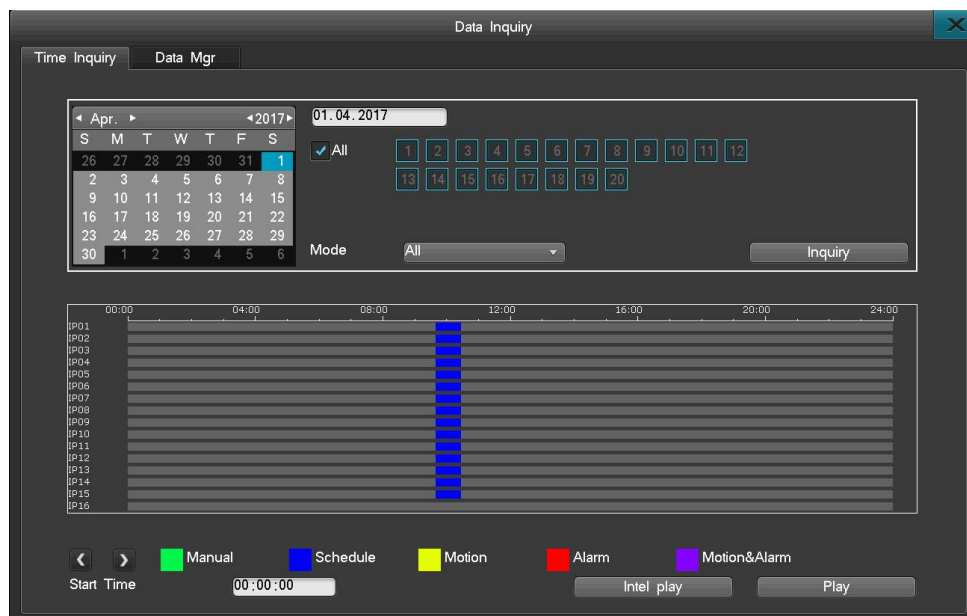 Data Inquiry
Time Inquiry Data Mgr
Apr. 2017
01.04.2017
S M T W T F S
All 1 2 3 4 5 6 7 8 9 10 11 12
26 27 28 29 30 31 1
2 3 4 5 6 7 8
13 14 15 16 17 18 19 20
9 10 11 12 13 14 15
16 17 18 19 20 21 22
23 24 25 26 27 28 29
30 1 2 3 4 5 6
Mode All Inquiry
00:00 04:00 08:00 12:00 16:00 20:00 24:00
IP01
IP02
IP03
IP04
IP05
IP06
IP07
IP08
IP09
IP10
IP11
IP12
IP13
IP14
IP15
IP16
Manual Schedule Motion Alarm Motion&Alarm
Start Time 00:00:00 Intel play Play